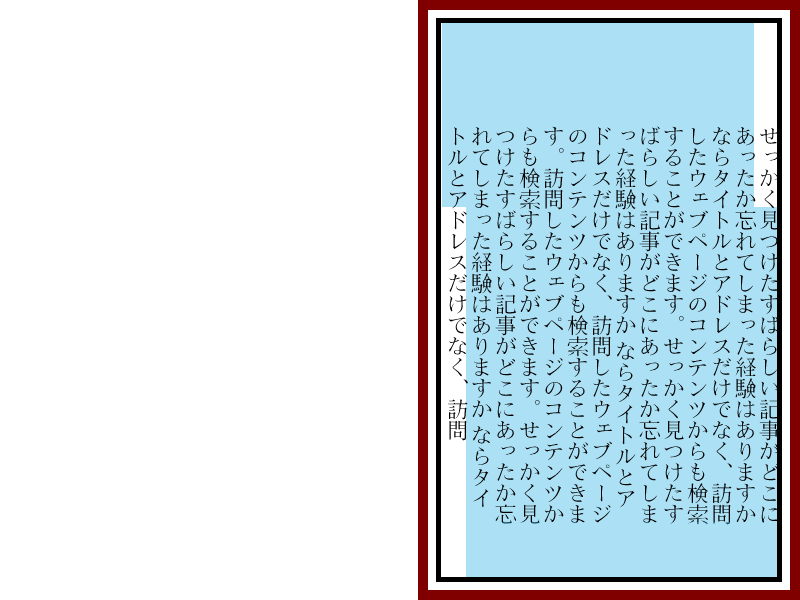 せっかく見つけたすばらしい記事がどこに
あったか忘れてしまった経験はありますか
ならタイトルとアドレスだけでなく、訪問
したウェブページのコンテンツからも検索
することができます。せっかく見つけたす
ばらしい記事がどこにあったか忘れてしま
った経験はありますか ならタイトルとア
ドレスだけでなく、訪問したウェブページ
のコンテンツからも検索することができま
す。訪問したウェブページのコンテンツか
らも検索することができます。せっかく見
つけたすばらしい記事がどこにあったか忘
れてしまった経験はありますか ならタイ
トルとアドレスだけでなく、訪問